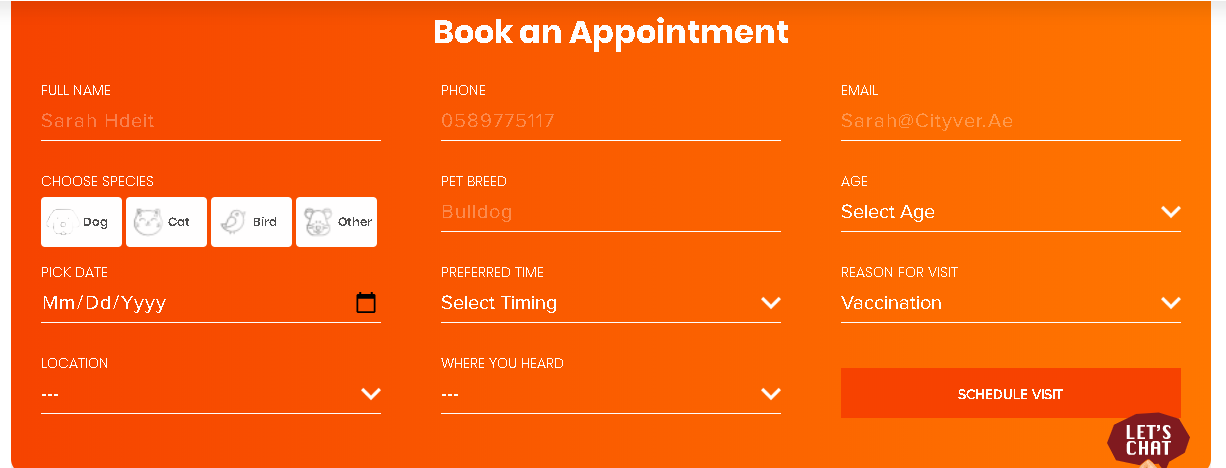 Book an Appointment
FULL NAME
Sarah Hdeit
PHONE
0589775117
EMAIL
Sarah@Cityver.Ae
CHOOSE SPECIES
Dog
Cat
Bird
Other
PET BREED
Bulldog
AGE
Select Age
PICK DATE
Mm/Dd/Yyyy
PREFERRED TIME
Select Timing
REASON FOR VISIT
Vaccination
LOCATION
---
WHERE YOU HEARD
---
SCHEDULE VISIT
LET'S
CHAT